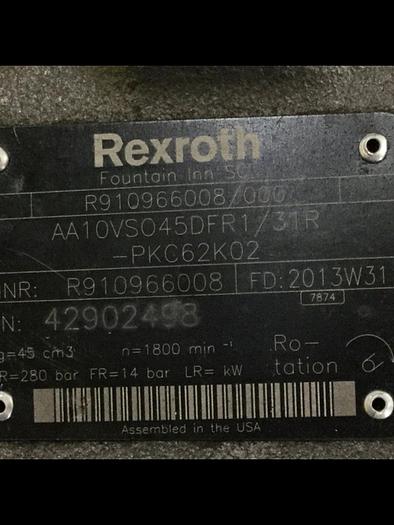 Rexroth
Fountain Inn SC
R910966008/000
AA10VSO45DFR1/31R
-PKC62K02
NR: R910966008 FD: 2013W31
7874
N: 42902498
g=45 cm3 n=1800 min⁻¹ Ro-
R=280 bar FR=14 bar LR= kW tation
Assembled in the USA